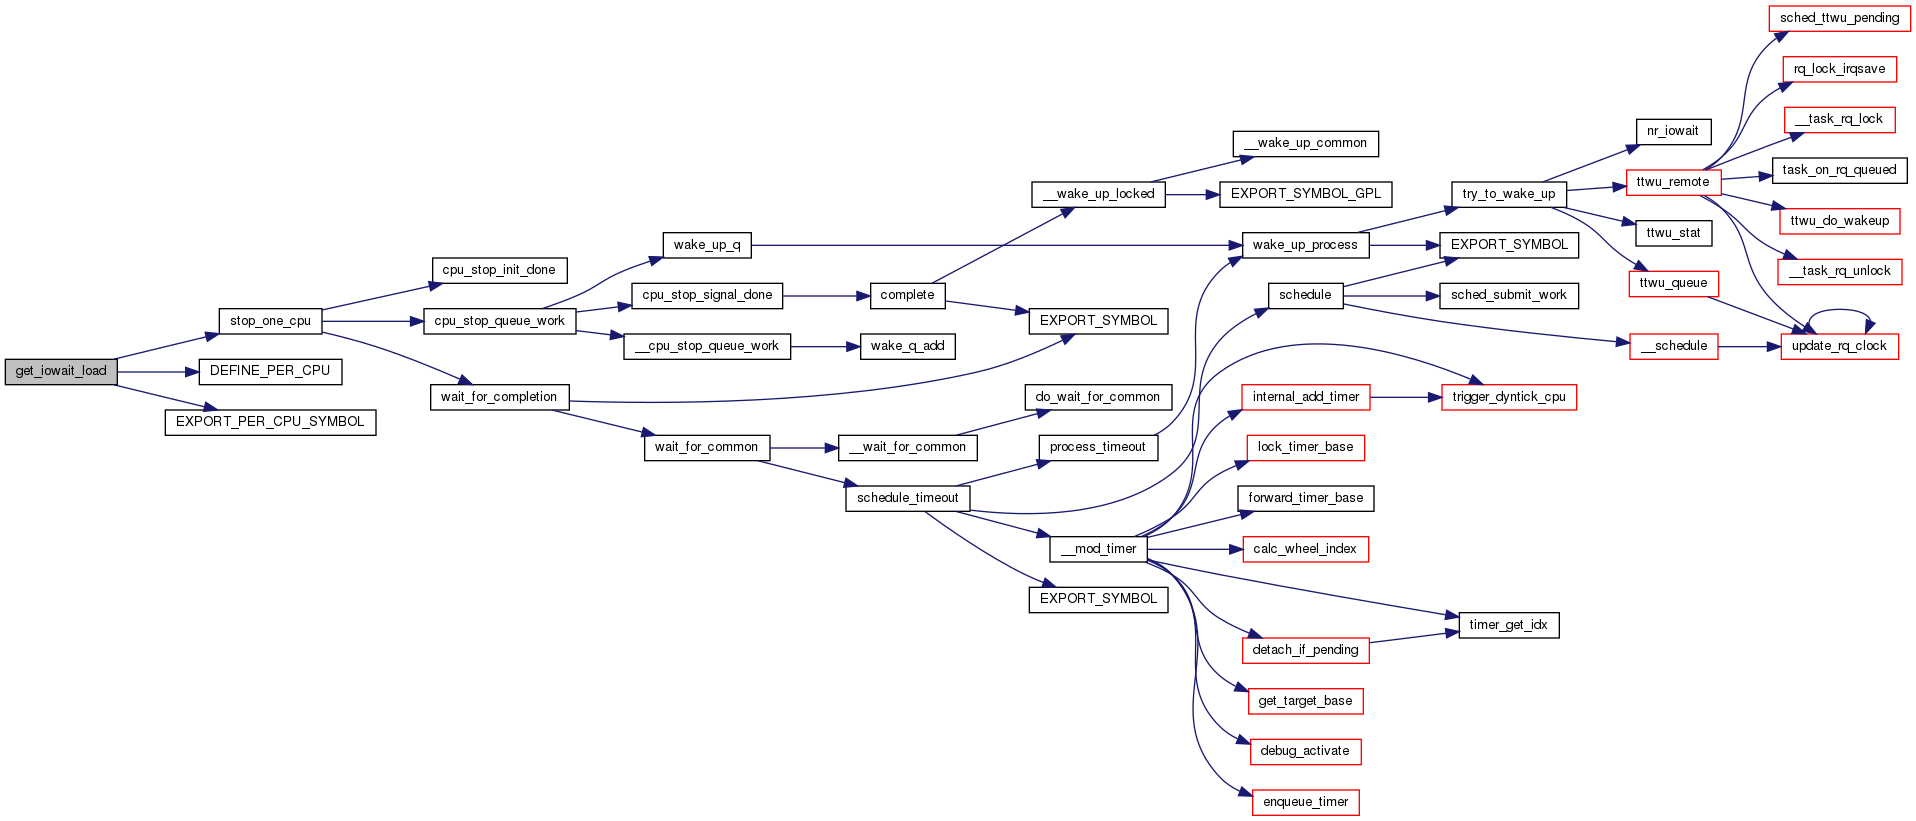 get_iowait_load
stop_one_cpu
DEFINE_PER_CPU
EXPORT_PER_CPU_SYMBOL
cpu_stop_init_done
cpu_stop_queue_work
wait_for_completion
wake_up_q
cpu_stop_signal_done
__cpu_stop_queue_work
wait_for_common
complete
wake_q_add
__wait_for_common
schedule_timeout
__wake_up_locked
EXPORT_SYMBOL
do_wait_for_common
process_timeout
__mod_timer
EXPORT_SYMBOL
__wake_up_common
EXPORT_SYMBOL_GPL
wake_up_process
schedule
internal_add_timer
lock_timer_base
forward_timer_base
calc_wheel_index
detach_if_pending
get_target_base
debug_activate
enqueue_timer
try_to_wake_up
EXPORT_SYMBOL
sched_submit_work
trigger_dyntick_cpu
timer_get_idx
nr_iowait
ttwu_remote
ttwu_stat
ttwu_queue
__schedule
sched_ttwu_pending
rq_lock_irqsave
__task_rq_lock
task_on_rq_queued
ttwu_do_wakeup
__task_rq_unlock
update_rq_clock